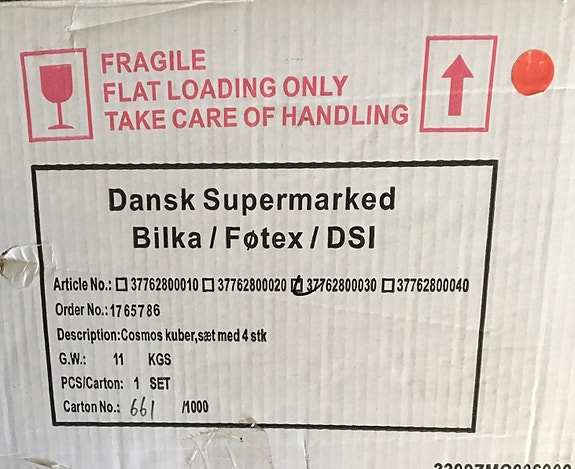 FRAGILE
FLAT LOADING ONLY
TAKE CARE OF HANDLING
Dansk Supermarked
Bilka / Føtex / DSI
Article No.: ☐ 37762800010 ☐ 37762800020 ☑ 37762800030 ☐ 37762800040
Order No.: 1765786
Description: Cosmos kuber,sæt med 4 stk
G.W.: 11 KGS
PCS/Carton: 1 SET
Carton No.: 661 /1000